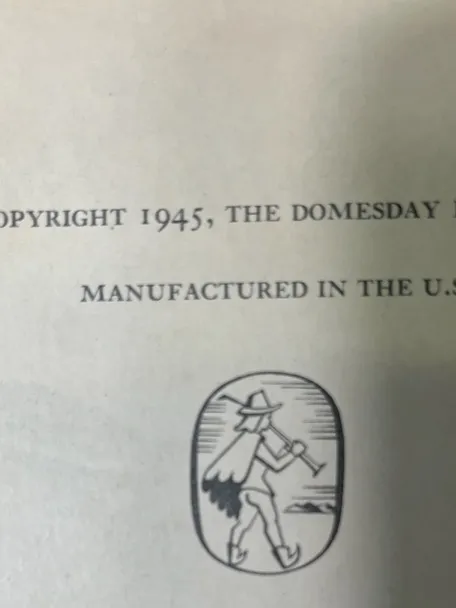 OPYRIGHT 1945, THE DOMESDAY
MANUFACTURED IN THE U.S